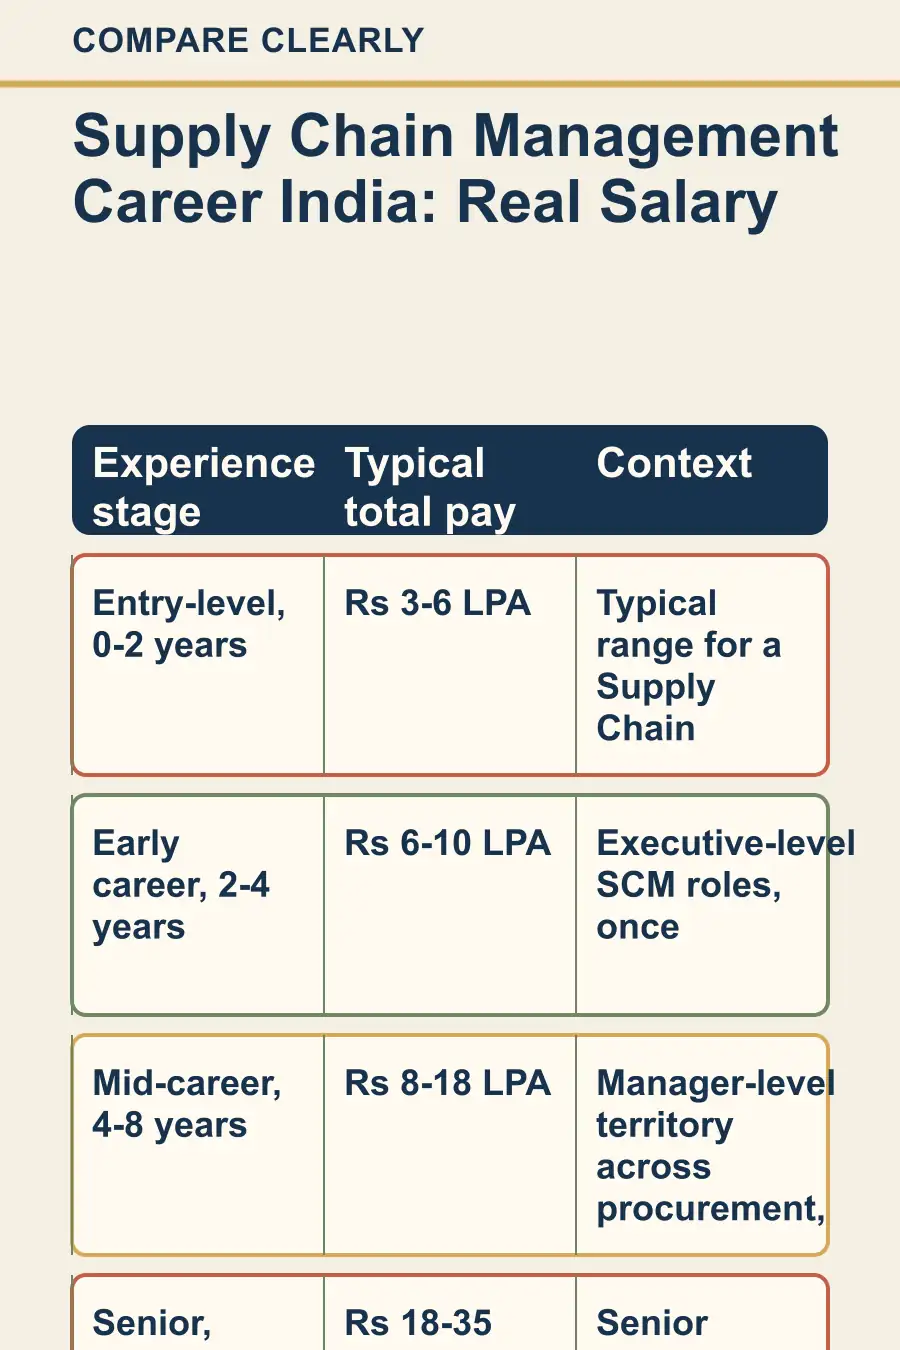 COMPARE CLEARLY
Supply Chain Management
Career India: Real Salary
Experience stage
Typical total pay
Context
Entry-level,
0-2 years
Rs 3-6 LPA
Typical
range for a
Supply
Chain
Early
career, 2-4
years
Rs 6-10 LPA
Executive-level
SCM roles,
once
Mid-career,
4-8 years
Rs 8-18 LPA
Manager-level
territory
across
procurement,
Senior,
Rs 18-35
Senior